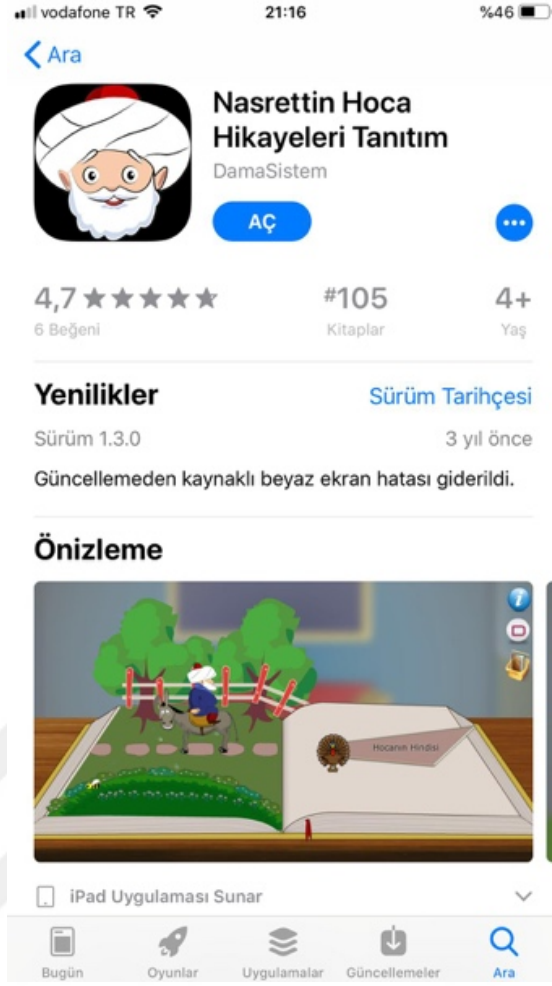 vodafone TR 21:16 %46
Ara
Nasrettin Hoca
Hikayeleri Tanıtım
DamaSistem
AÇ
4,7 #105 4+
6 Beğeni Kitaplar Yaş
Yenilikler Sürüm Tarihçesi
Sürüm 1.3.0 3 yıl önce
Güncellemeden kaynaklı beyaz ekran hatası giderildi.
Önizleme
Hocanın Hindisi
iPad Uygulaması Sunar
Bugün Oyunlar Uygulamalar Güncellemeler Ara